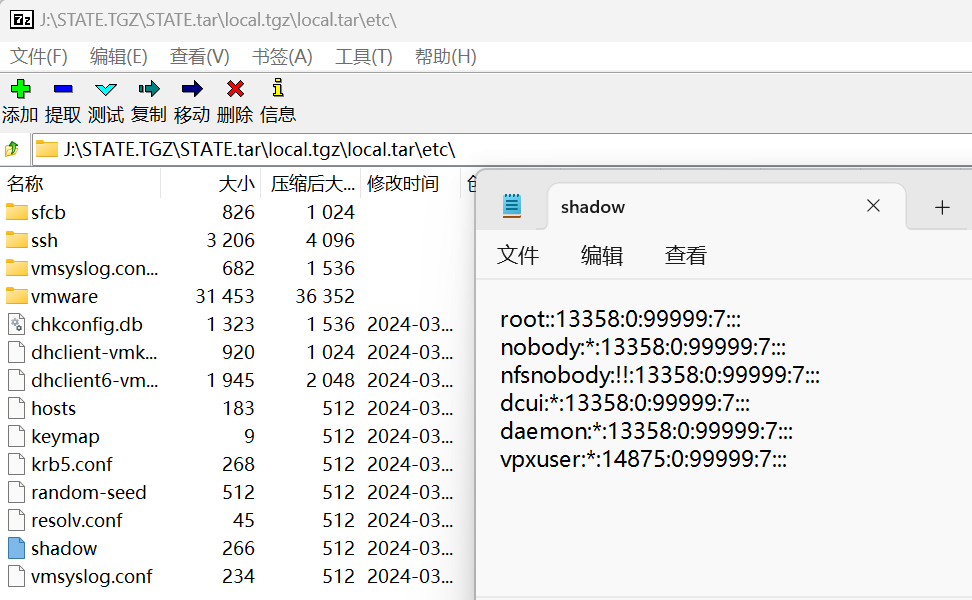 7z J:\STATE.TGZ\STATE.tar\local.tgz\local.tar\etc\
文件(F) 编辑(E) 查看(V) 书签(A) 工具(T) 帮助(H)
添加 提取 测试 复制 移动 删除 信息
J:\STATE.TGZ\STATE.tar\local.tgz\local.tar\etc\
名称 大小 压缩后大... 修改时间
sfcb 826 1 024
ssh 3 206 4 096
vmsyslog.con... 682 1 536
vmware 31 453 36 352
chkconfig.db 1 323 1 536 2024-03...
dhclient-vmk... 920 1 024 2024-03...
dhclient6-vm... 1 945 2 048 2024-03...
hosts 183 512 2024-03...
keymap 9 512 2024-03...
krb5.conf 268 512 2024-03...
random-seed 512 512 2024-03...
resolv.conf 45 512 2024-03...
shadow 266 512 2024-03...
vmsyslog.conf 234 512 2024-03...
shadow
文件 编辑 查看
root::13358:0:99999:7:::
nobody:*:13358:0:99999:7:::
nfsnobody:!!:13358:0:99999:7:::
dcui:*:13358:0:99999:7:::
daemon:*:13358:0:99999:7:::
vpxuser:*:14875:0:99999:7:::